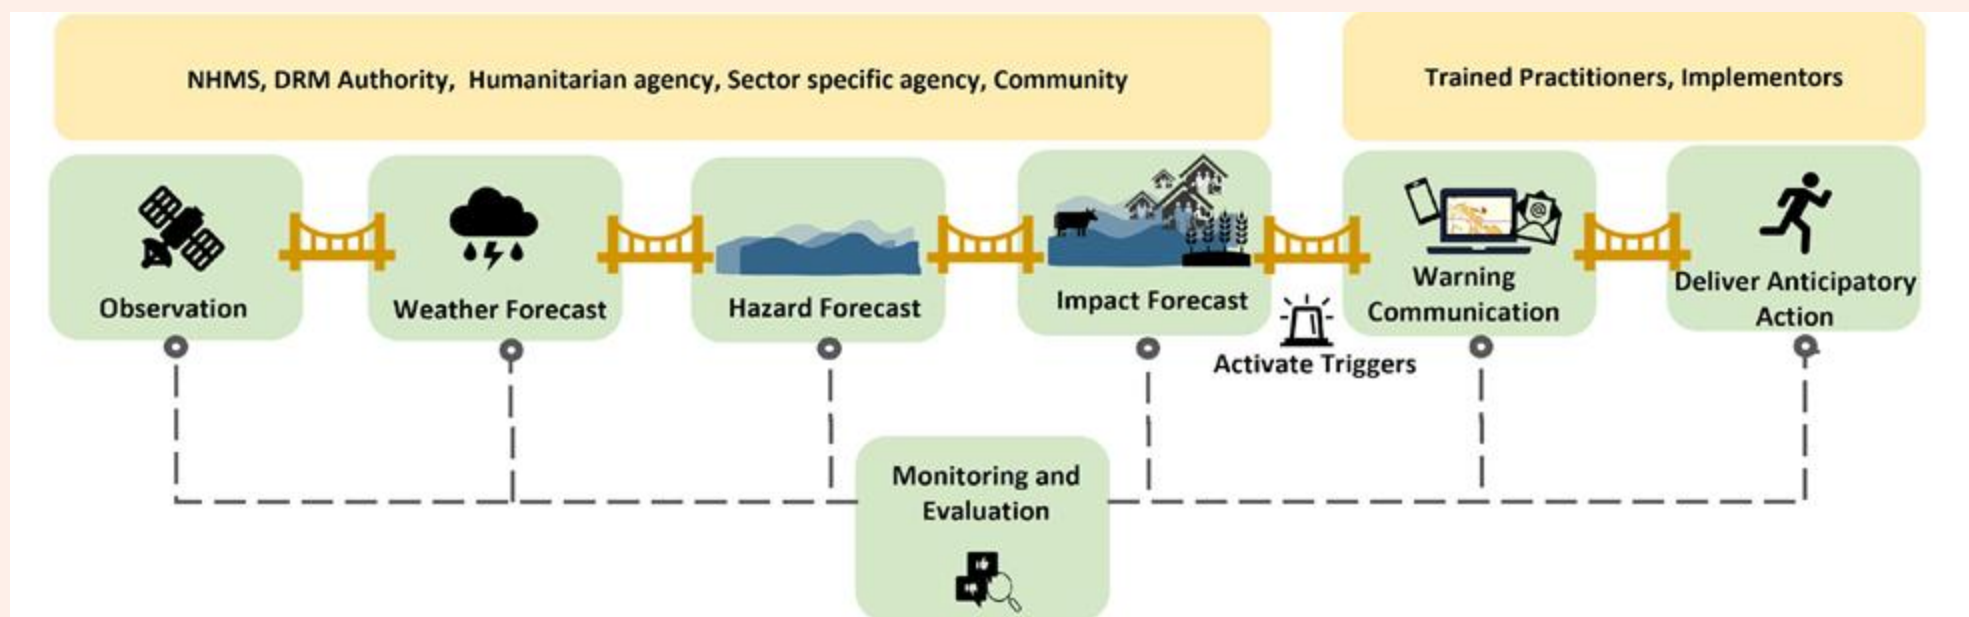 NHMS, DRM Authority, Humanitarian agency, Sector specific agency, Community
Trained Practitioners, Implementors
Observation
Weather Forecast
Hazard Forecast
Impact Forecast
Activate Triggers
Warning
Communication
Deliver Anticipatory
Action
Monitoring and
Evaluation